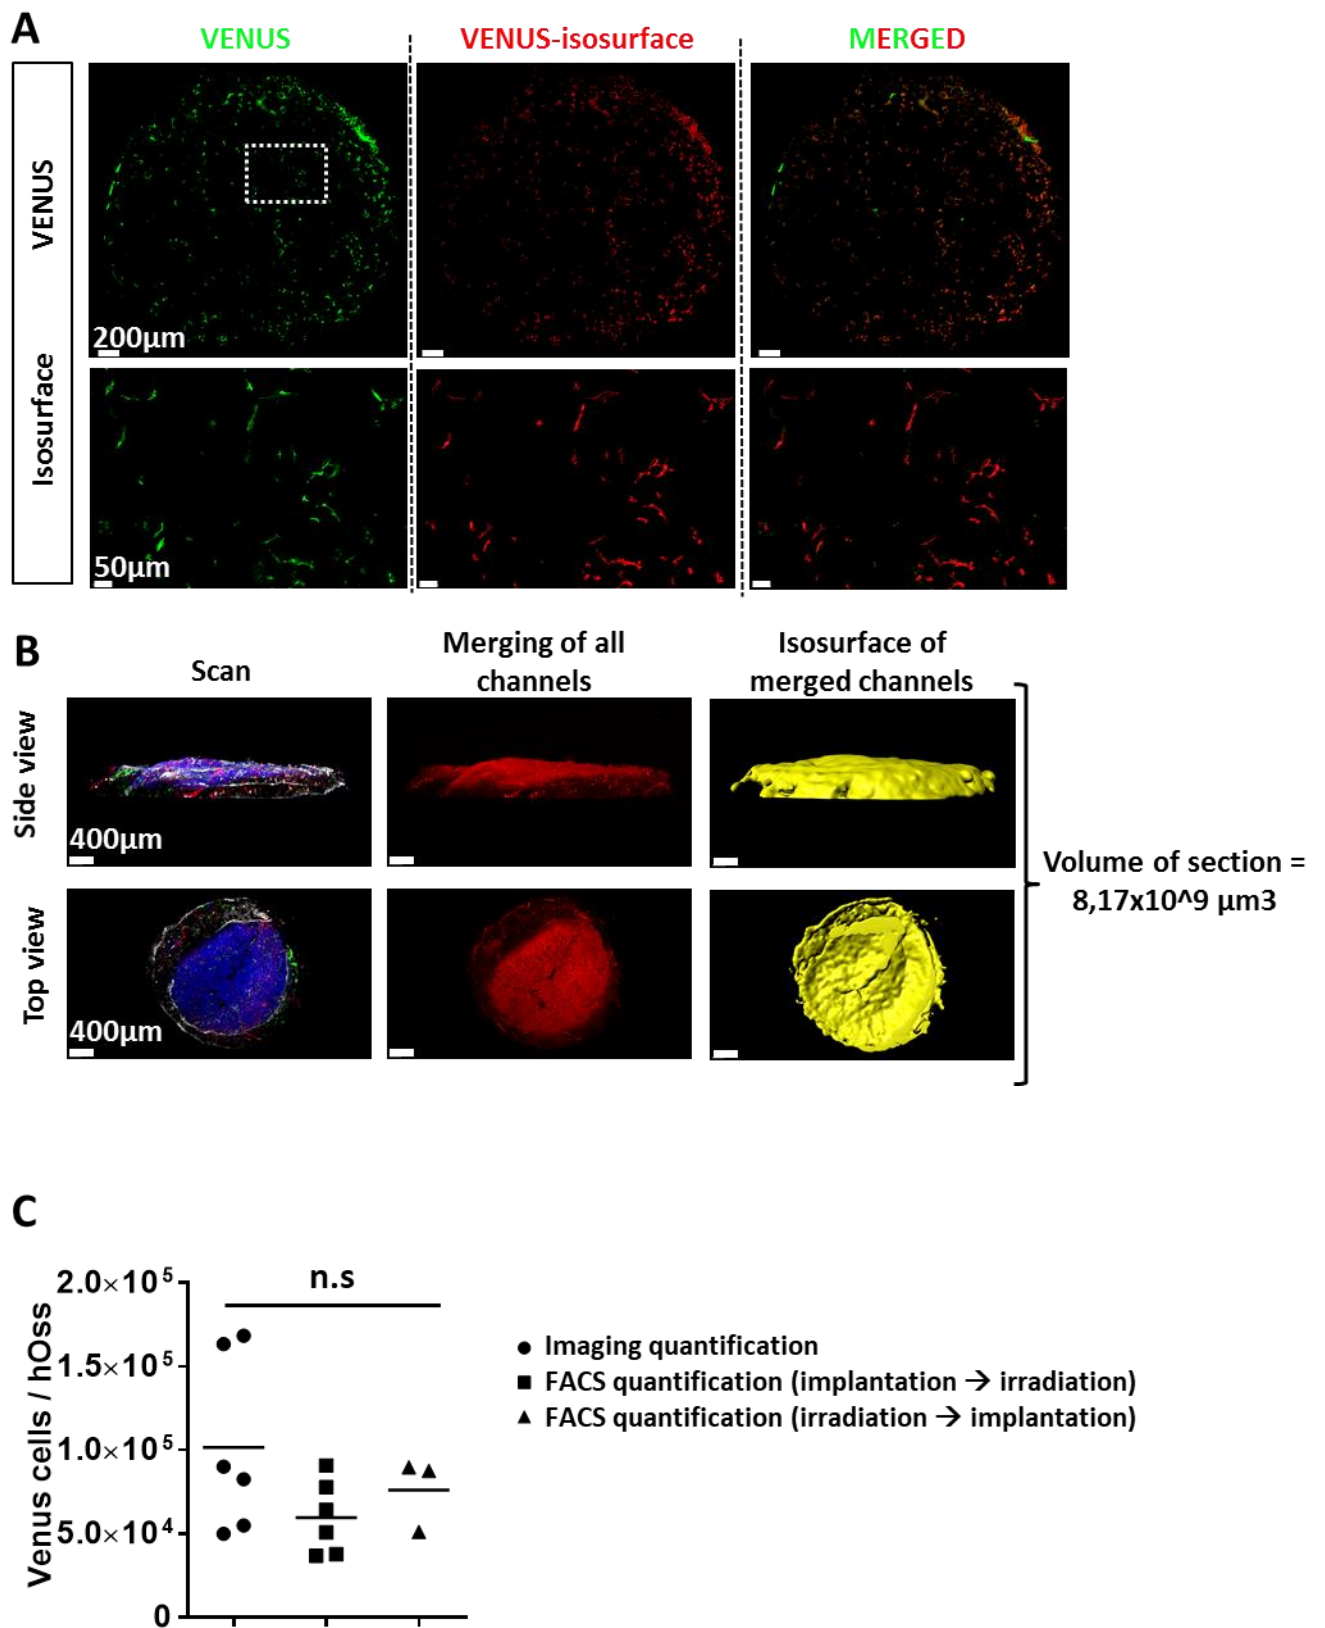 A
VENUS
VENUS-isosurface
MERGED
VENUS
Isosurface
200µm
50µm
B
Scan
Merging of all
channels
Isosurface of
merged channels
Side view
400µm
Top view
400µm
Volume of section =
8,17x10^9 µm3
C
Venus cells / hOss
2.0×10⁵
1.5×10⁵
1.0×10⁵
5.0×10⁴
0
n.s
Imaging quantification
FACS quantification (implantation → irradiation)
FACS quantification (irradiation → implantation)